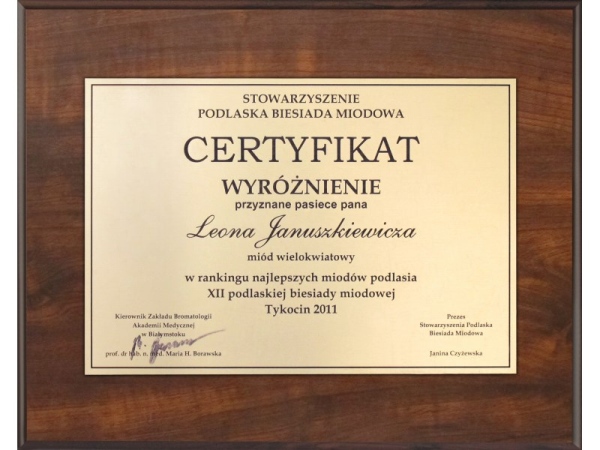 STOWARZYSZENIE
PODLASKA BIESIADA MIODOWA
CERTYFIKAT
WYRÓŻNIENIE
przyznane pasiece pana
Leona Januszkiewicza
miód wielokwiatowy
w rankingu najlepszych miodów podlasia
XII podlaskiej biesiady miodowej
Tykocin 2011
Kierownik Zakładu Bromatologii
Akademii Medycznej
w Białymstoku
prof. dr hab. n. med. Maria H. Borawska
Prezes
Stowarzyszenia Podlaska
Biesiada Miodowa
Janina Czyżewska